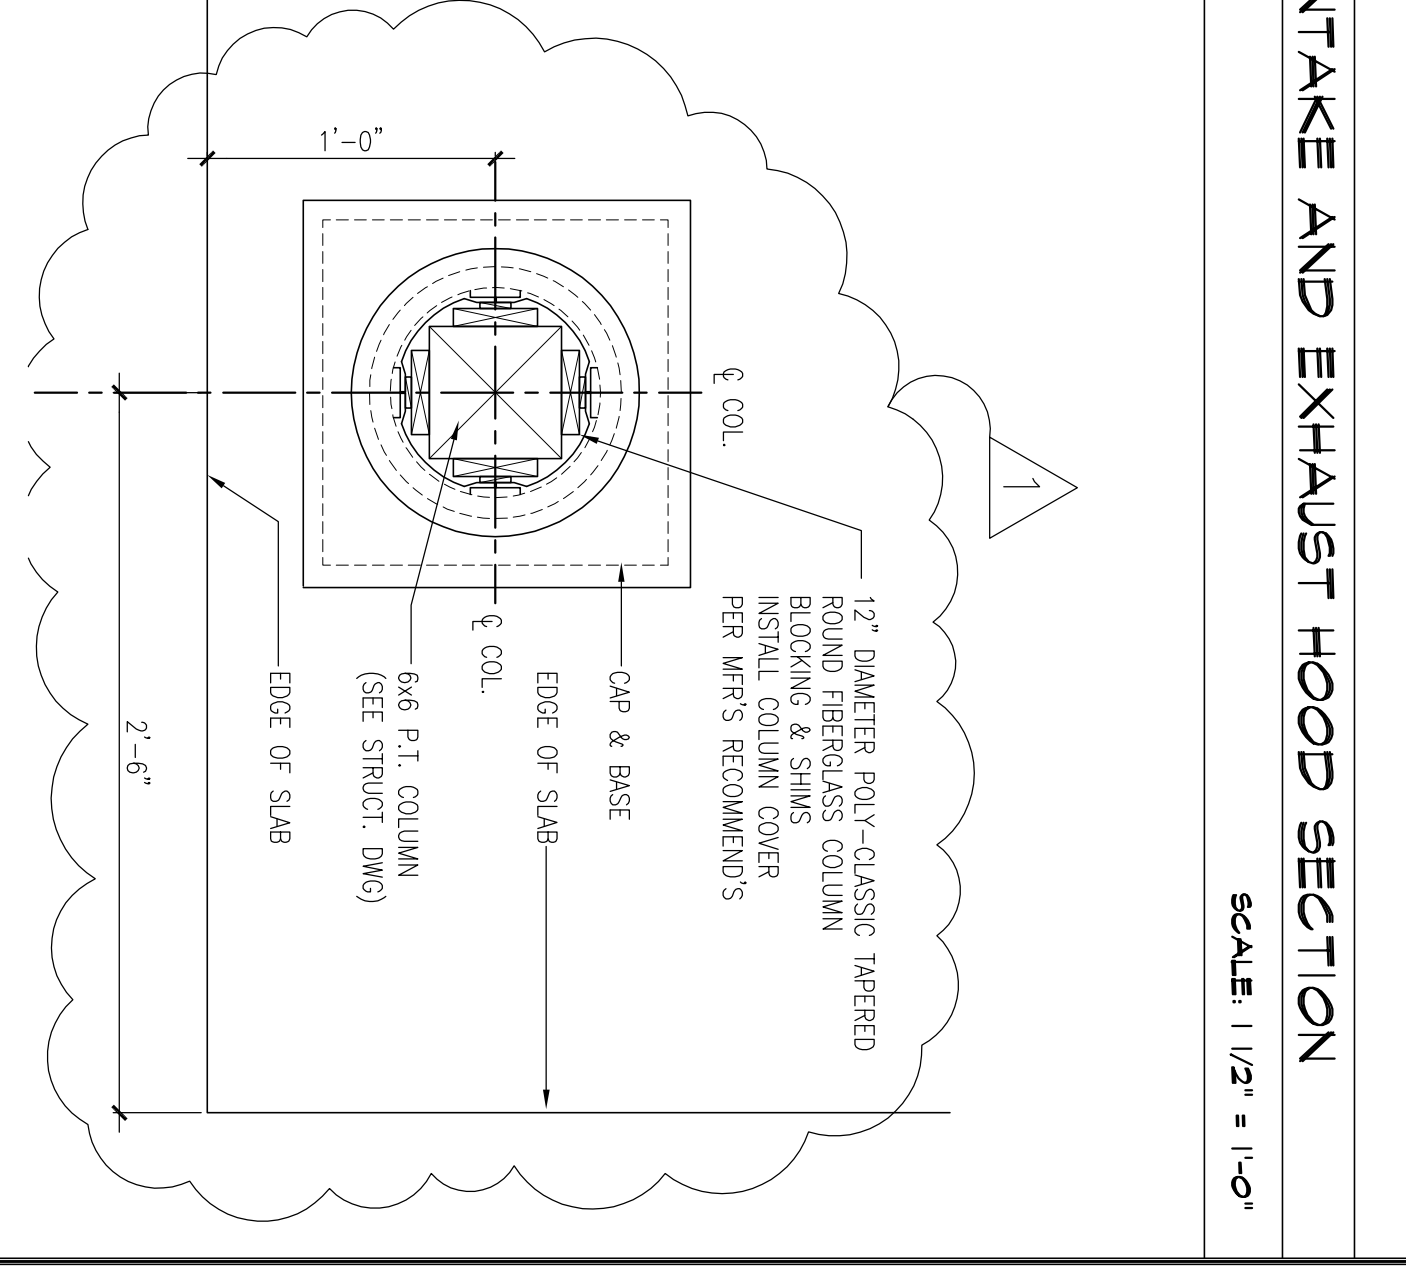 NTAKE AND EXHAUST HOOD SECTION
SCALE: 1 1/2" = 1'-0"
1
℄ COL.
12" DIAMETER POLY-CLASSIC TAPERED
ROUND FIBERGLASS COLUMN
BLOCKING & SHIMS
INSTALL COLUMN COVER
PER MFR'S RECOMMEND'S
CAP & BASE
EDGE OF SLAB
℄ COL.
6x6 P.T. COLUMN
(SEE STRUCT. DWG)
EDGE OF SLAB
1'-0"
2'-6"